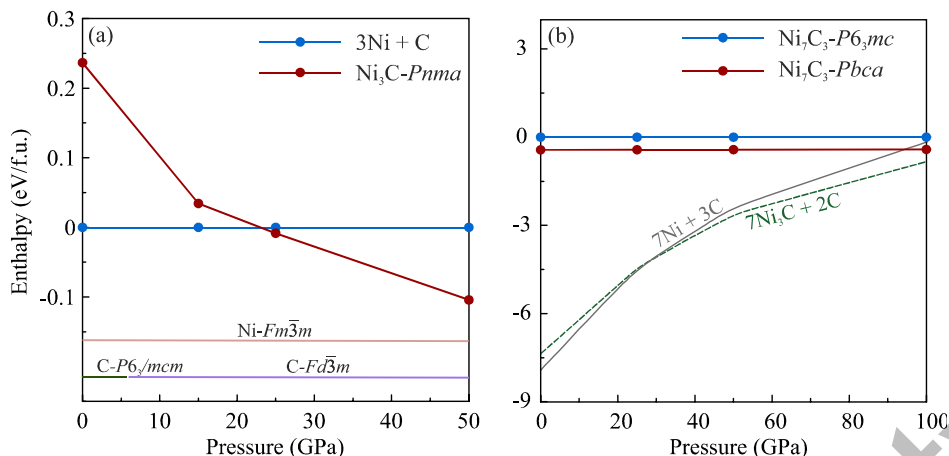 (a)
3Ni + C
Ni₃C-Pnma
0.3
0.2
0.1
0
-0.1
Enthalpy (eV/f.u.)
Ni-Fm3̅m
C-P6₃/mcm
C-Fd3̅m
0 10 20 30 40 50
Pressure (GPa)
(b)
Ni₇C₃-P6₃mc
Ni₇C₃-Pbca
3
0
-3
-6
-9
7Ni + 3C
7Ni₃C + 2C
0 20 40 60 80 100
Pressure (GPa)